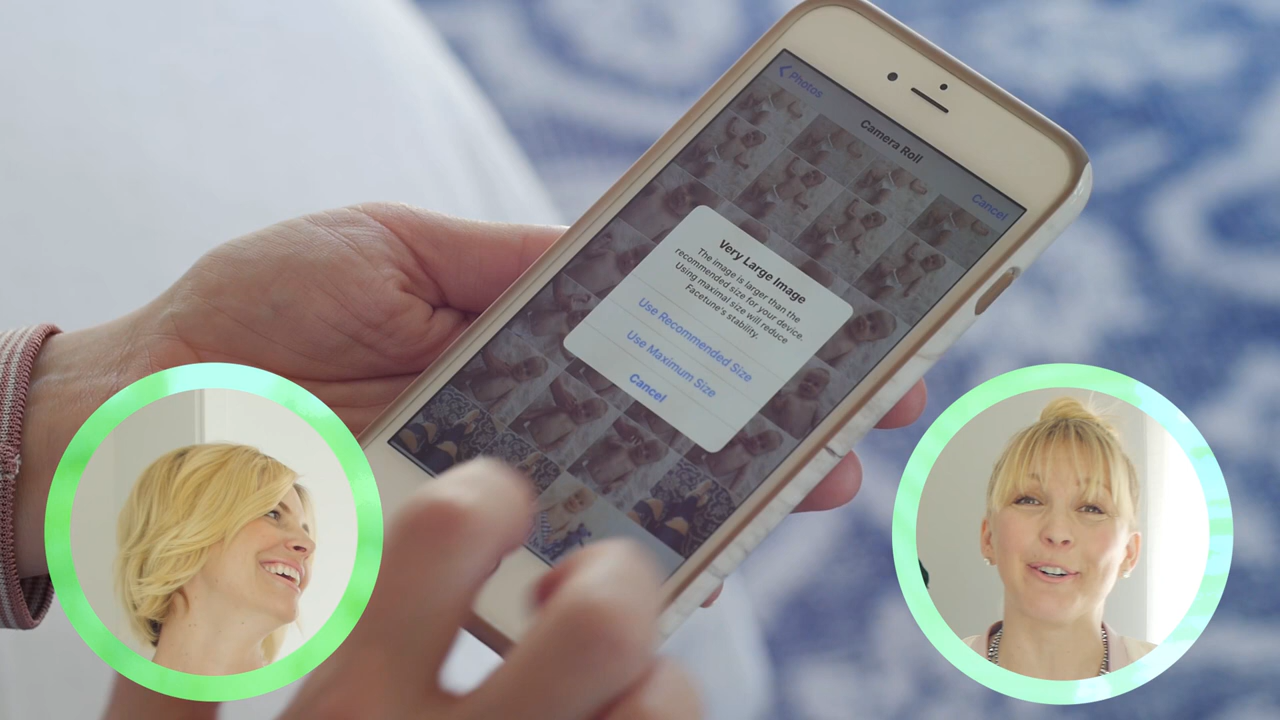 Photos
Camera Roll
Cancel
Very Large Image
The image is larger than the
recommended size for your device.
Using maximal size will reduce
Facetune's stability.
Use Recommended Size
Use Maximum Size
Cancel